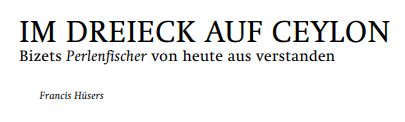 IM DREIECK AUF CEYLON
Bizets Perlenfischer von heute aus verstanden
Francis Hüsers